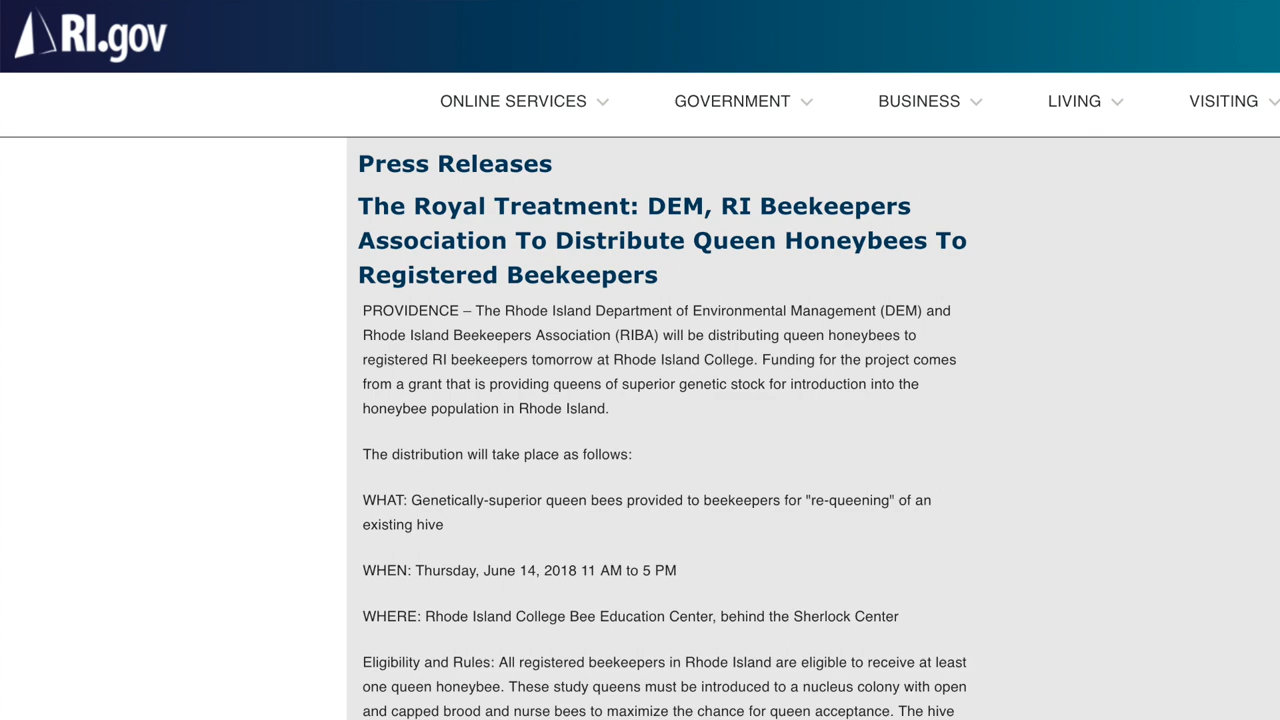 RI.gov
ONLINE SERVICES GOVERNMENT BUSINESS LIVING VISITING
Press Releases
The Royal Treatment: DEM, RI Beekeepers
Association To Distribute Queen Honeybees To
Registered Beekeepers
PROVIDENCE – The Rhode Island Department of Environmental Management (DEM) and
Rhode Island Beekeepers Association (RIBA) will be distributing queen honeybees to
registered RI beekeepers tomorrow at Rhode Island College. Funding for the project comes
from a grant that is providing queens of superior genetic stock for introduction into the
honeybee population in Rhode Island.
The distribution will take place as follows:
WHAT: Genetically-superior queen bees provided to beekeepers for "re-queening" of an
existing hive
WHEN: Thursday, June 14, 2018 11 AM to 5 PM
WHERE: Rhode Island College Bee Education Center, behind the Sherlock Center
Eligibility and Rules: All registered beekeepers in Rhode Island are eligible to receive at least
one queen honeybee. These study queens must be introduced to a nucleus colony with open
and capped brood and nurse bees to maximize the chance for queen acceptance. The hive